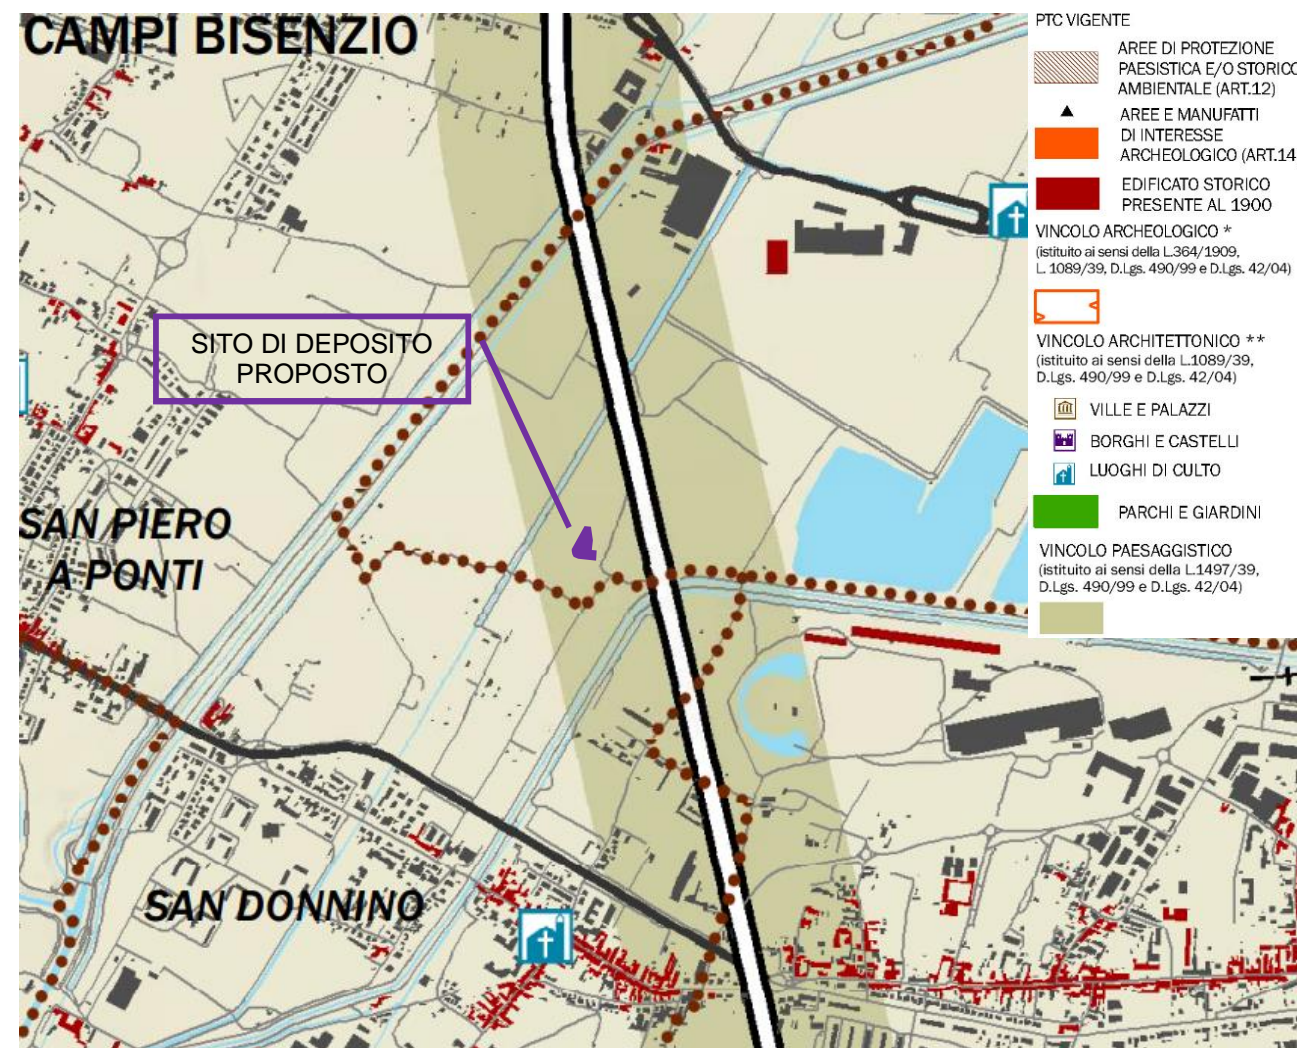 CAMPI BISENZIO
SITO DI DEPOSITO
PROPOSTO
SAN PIERO
A PONTI
SAN DONNINO
PTC VIGENTE
AREE DI PROTEZIONE
PAESISTICA E/O STORICO
AMBIENTALE (ART.12)
AREE E MANUFATTI
DI INTERESSE
ARCHEOLOGICO (ART.14
EDIFICATO STORICO
PRESENTE AL 1900
VINCOLO ARCHEOLOGICO *
(istituito ai sensi della L.364/1909,
L. 1089/39, D.Lgs. 490/99 e D.Lgs. 42/04)
VINCOLO ARCHITETTONICO **
(istituito ai sensi della L.1089/39,
D.Lgs. 490/99 e D.Lgs. 42/04)
VILLE E PALAZZI
BORGHI E CASTELLI
LUOGHI DI CULTO
PARCHI E GIARDINI
VINCOLO PAESAGGISTICO
(istituito ai sensi della L.1497/39,
D.Lgs. 490/99 e D.Lgs. 42/04)